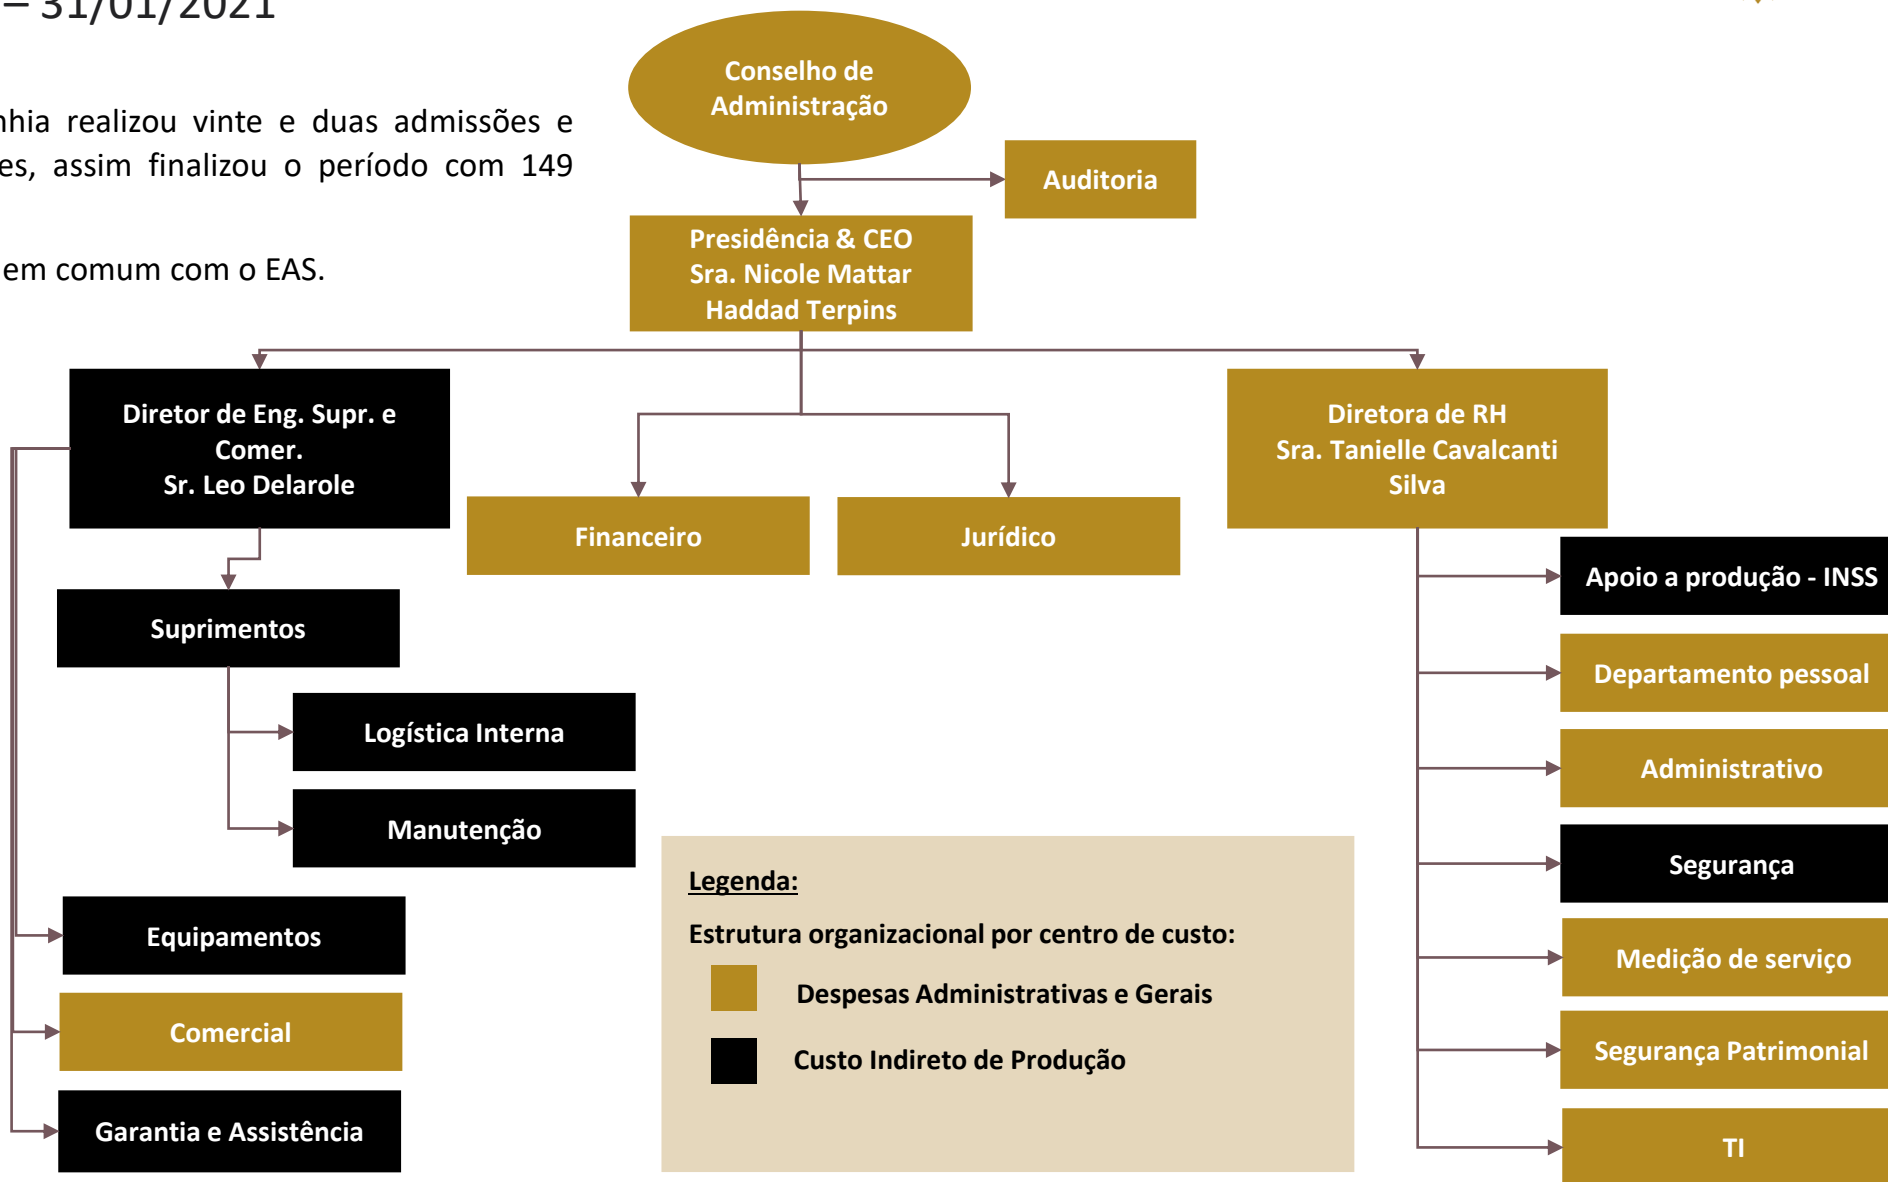 – 31/01/2021
nhia realizou vinte e duas admissões e
es, assim finalizou o período com 149
em comum com o EAS.
Conselho de
Administração
Auditoria
Presidência & CEO
Sra. Nicole Mattar
Haddad Terpins
Diretor de Eng. Supr. e
Comer.
Sr. Leo Delarole
Diretora de RH
Sra. Tanielle Cavalcanti
Silva
Financeiro
Jurídico
Suprimentos
Logística Interna
Manutenção
Equipamentos
Comercial
Garantia e Assistência
Apoio a produção - INSS
Departamento pessoal
Administrativo
Segurança
Medição de serviço
Segurança Patrimonial
TI
Legenda:
Estrutura organizacional por centro de custo:
Despesas Administrativas e Gerais
Custo Indireto de Produção